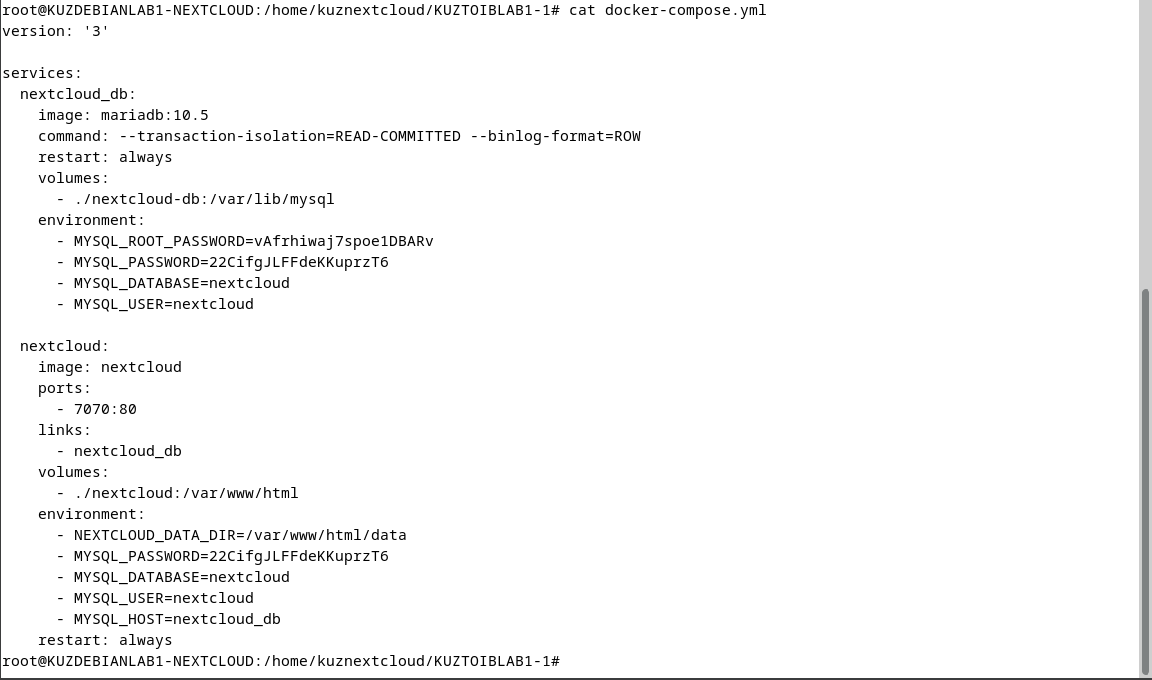 root@KUZDEBIANLAB1-NEXTCLOUD:/home/kuznextcloud/KUZTOIBLAB1-1# cat docker-compose.yml
version: '3'

services:
  nextcloud_db:
    image: mariadb:10.5
    command: --transaction-isolation=READ-COMMITTED --binlog-format=ROW
    restart: always
    volumes:
      - ./nextcloud-db:/var/lib/mysql
    environment:
      - MYSQL_ROOT_PASSWORD=vAfrhiwaj7spoe1DBARv
      - MYSQL_PASSWORD=22CifgJLFFdeKKuprzT6
      - MYSQL_DATABASE=nextcloud
      - MYSQL_USER=nextcloud

  nextcloud:
    image: nextcloud
    ports:
      - 7070:80
    links:
      - nextcloud_db
    volumes:
      - ./nextcloud:/var/www/html
    environment:
      - NEXTCLOUD_DATA_DIR=/var/www/html/data
      - MYSQL_PASSWORD=22CifgJLFFdeKKuprzT6
      - MYSQL_DATABASE=nextcloud
      - MYSQL_USER=nextcloud
      - MYSQL_HOST=nextcloud_db
    restart: always
root@KUZDEBIANLAB1-NEXTCLOUD:/home/kuznextcloud/KUZTOIBLAB1-1#